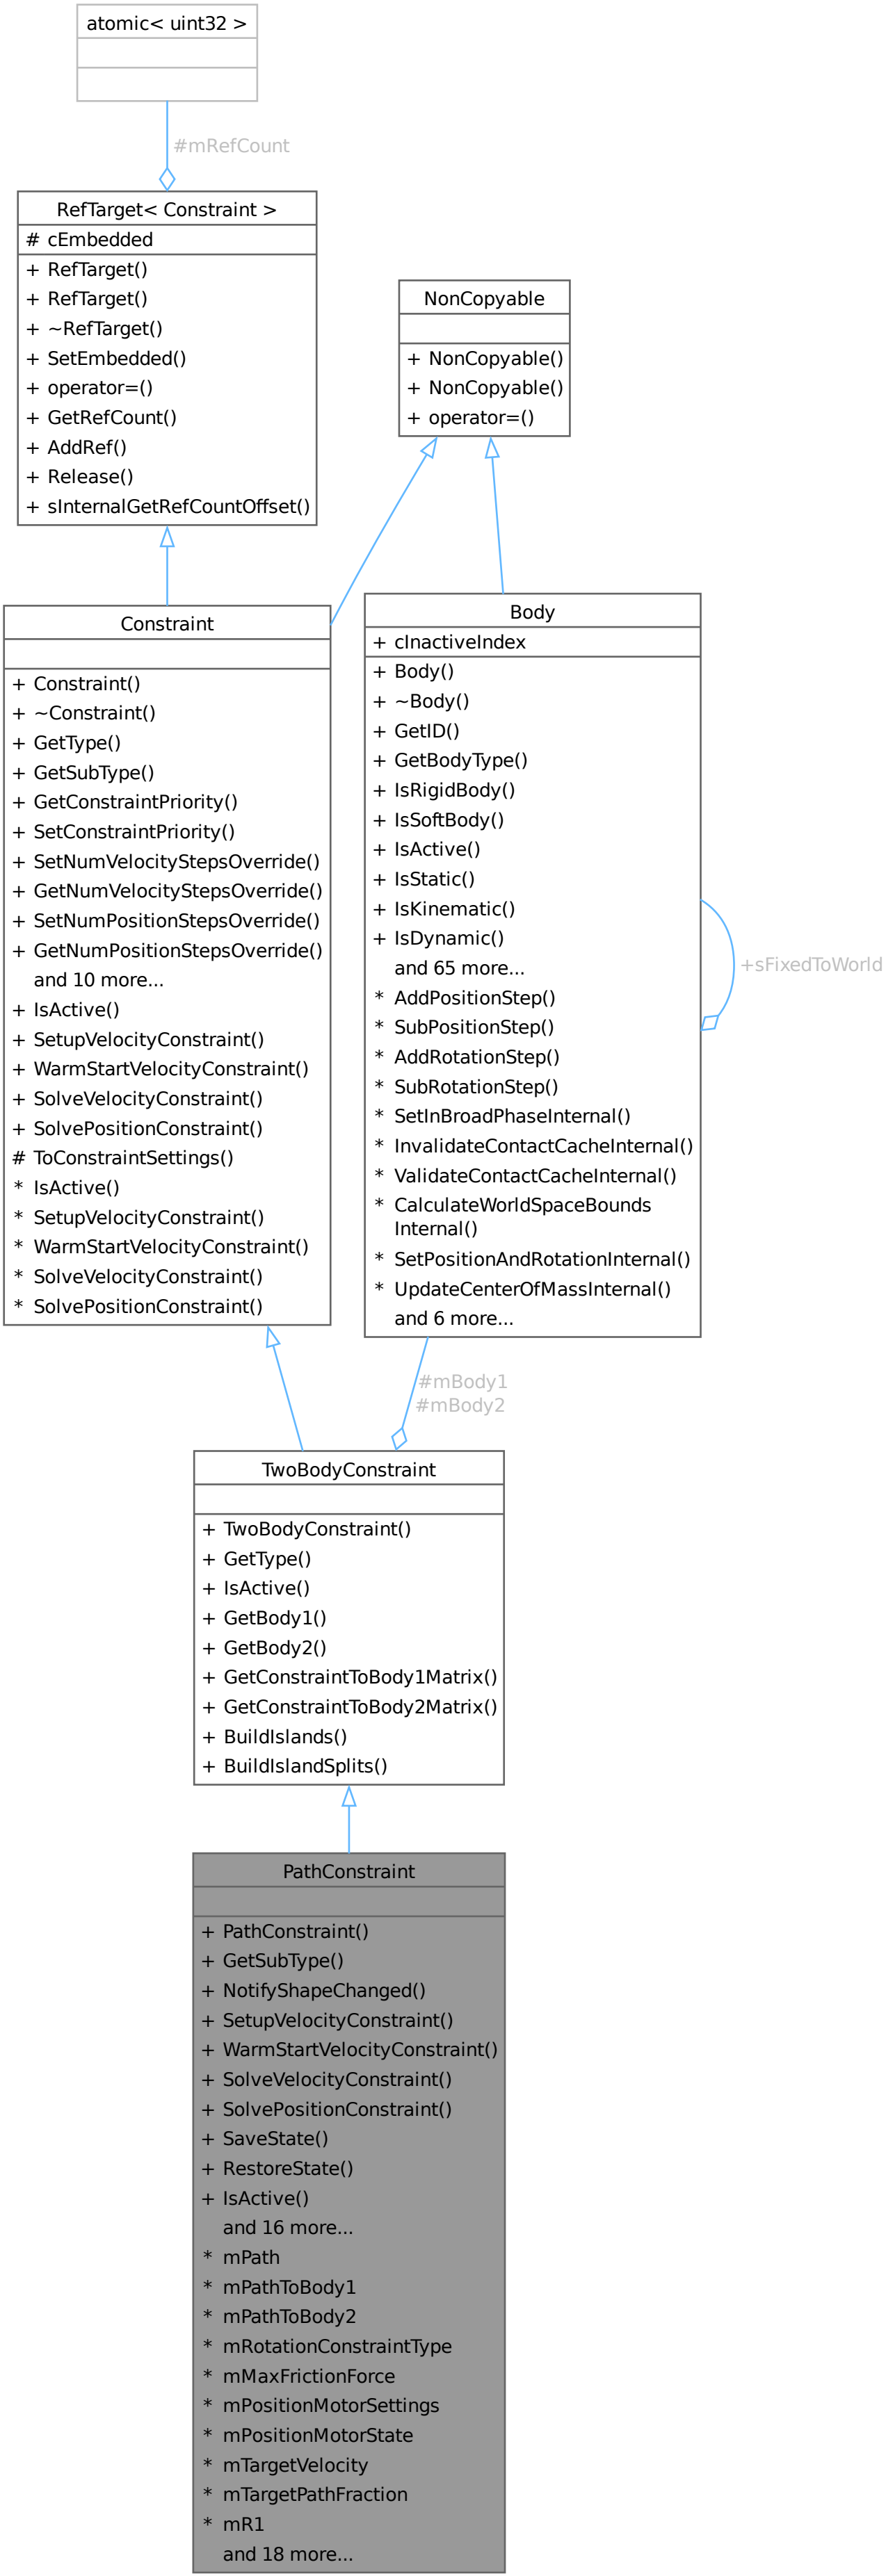 atomic< uint32 >
#mRefCount
RefTarget< Constraint >
# cEmbedded
+ RefTarget()
+ RefTarget()
+ ~RefTarget()
+ SetEmbedded()
+ operator=()
+ GetRefCount()
+ AddRef()
+ Release()
+ sInternalGetRefCountOffset()
NonCopyable
+ NonCopyable()
+ NonCopyable()
+ operator=()
Constraint
+ Constraint()
+ ~Constraint()
+ GetType()
+ GetSubType()
+ GetConstraintPriority()
+ SetConstraintPriority()
+ SetNumVelocityStepsOverride()
+ GetNumVelocityStepsOverride()
+ SetNumPositionStepsOverride()
+ GetNumPositionStepsOverride()
and 10 more...
+ IsActive()
+ SetupVelocityConstraint()
+ WarmStartVelocityConstraint()
+ SolveVelocityConstraint()
+ SolvePositionConstraint()
# ToConstraintSettings()
* IsActive()
* SetupVelocityConstraint()
* WarmStartVelocityConstraint()
* SolveVelocityConstraint()
* SolvePositionConstraint()
Body
+ cInactiveIndex
+ Body()
+ ~Body()
+ GetID()
+ GetBodyType()
+ IsRigidBody()
+ IsSoftBody()
+ IsActive()
+ IsStatic()
+ IsKinematic()
+ IsDynamic()
and 65 more...
* AddPositionStep()
* SubPositionStep()
* AddRotationStep()
* SubRotationStep()
* SetInBroadPhaseInternal()
* InvalidateContactCacheInternal()
* ValidateContactCacheInternal()
* CalculateWorldSpaceBounds
Internal()
* SetPositionAndRotationInternal()
* UpdateCenterOfMassInternal()
and 6 more...
+sFixedToWorld
#mBody1
#mBody2
TwoBodyConstraint
+ TwoBodyConstraint()
+ GetType()
+ IsActive()
+ GetBody1()
+ GetBody2()
+ GetConstraintToBody1Matrix()
+ GetConstraintToBody2Matrix()
+ BuildIslands()
+ BuildIslandSplits()
PathConstraint
+ PathConstraint()
+ GetSubType()
+ NotifyShapeChanged()
+ SetupVelocityConstraint()
+ WarmStartVelocityConstraint()
+ SolveVelocityConstraint()
+ SolvePositionConstraint()
+ SaveState()
+ RestoreState()
+ IsActive()
and 16 more...
* mPath
* mPathToBody1
* mPathToBody2
* mRotationConstraintType
* mMaxFrictionForce
* mPositionMotorSettings
* mPositionMotorState
* mTargetVelocity
* mTargetPathFraction
* mR1
and 18 more...